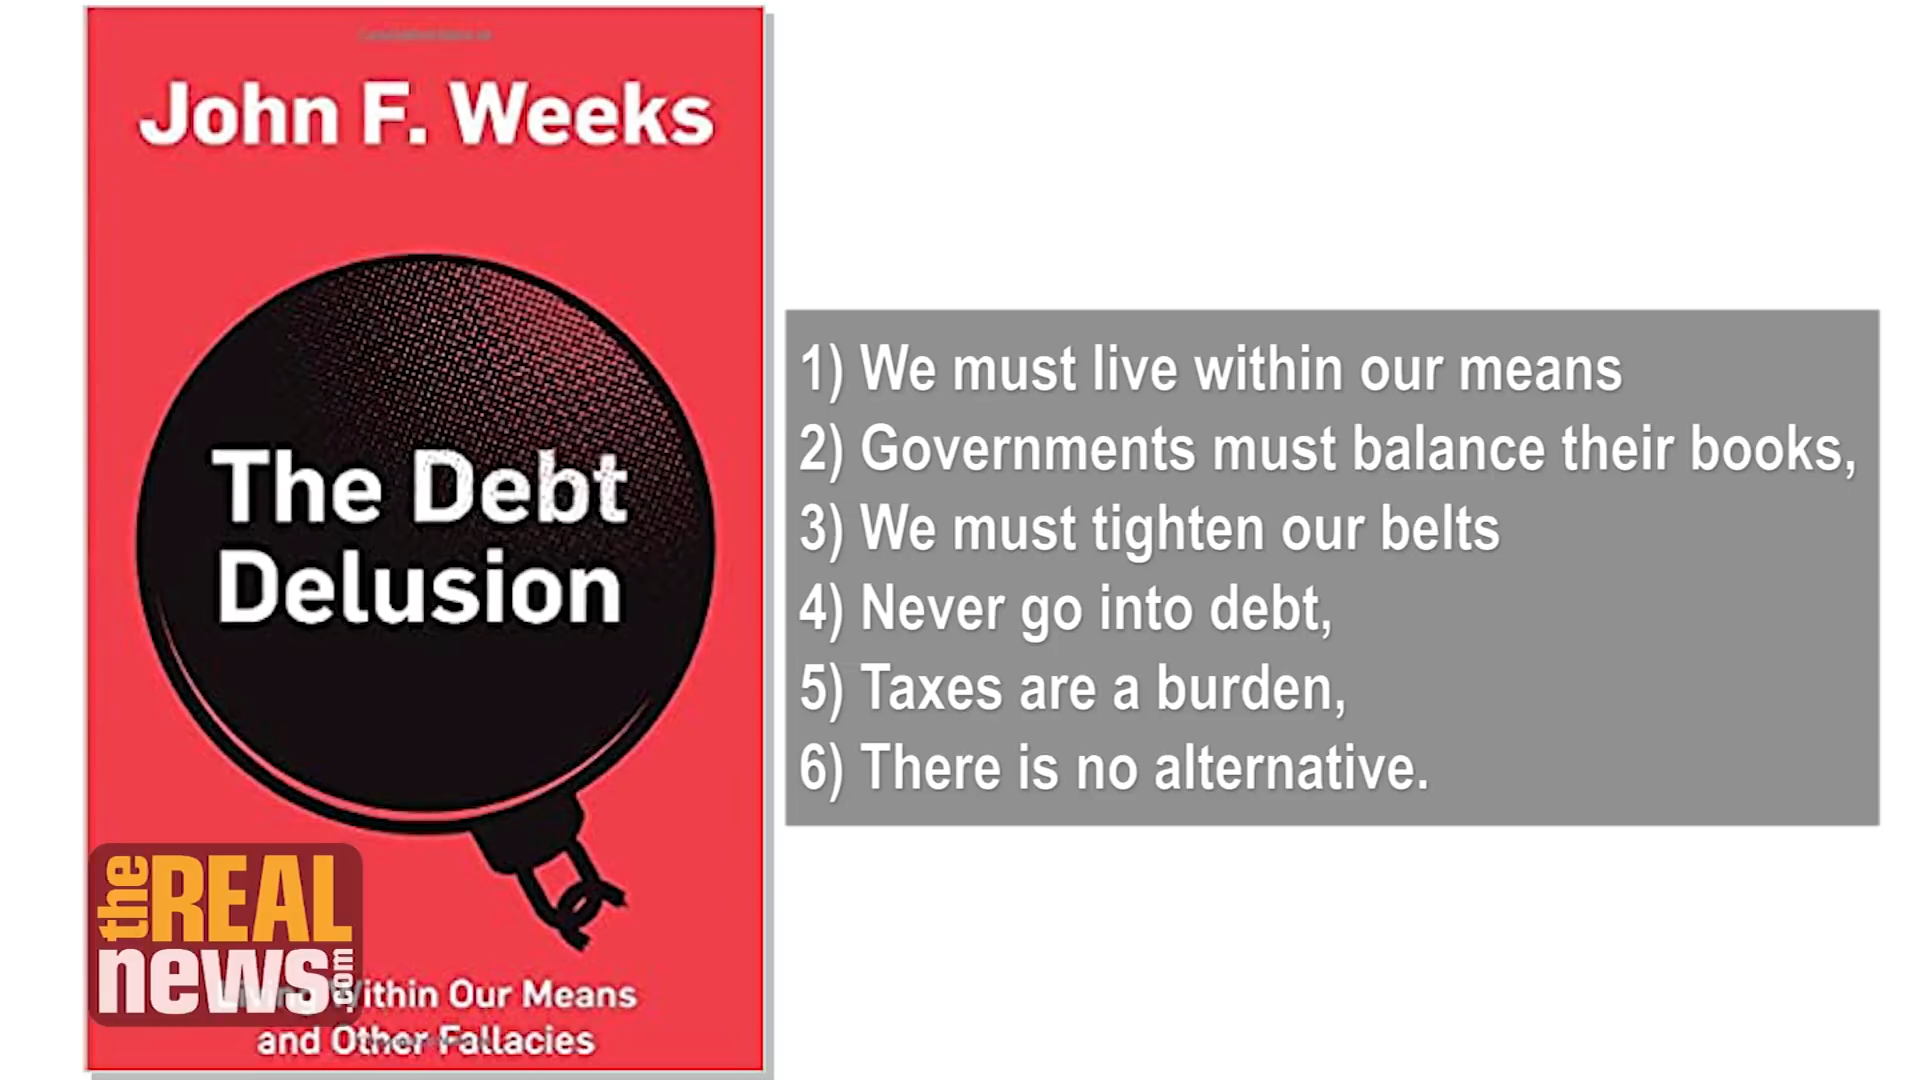 John F. Weeks
The Debt
Delusion
Within Our Means
and Other Fallacies
the REAL
news.com
1) We must live within our means
2) Governments must balance their books,
3) We must tighten our belts
4) Never go into debt,
5) Taxes are a burden,
6) There is no alternative.